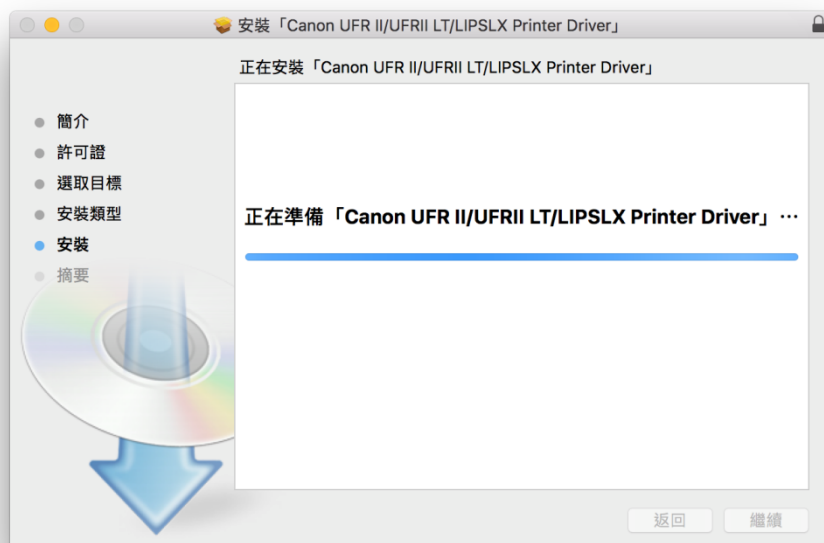 安裝「Canon UFR II/UFRII LT/LIPSLX Printer Driver」
正在安裝「Canon UFR II/UFRII LT/LIPSLX Printer Driver」
簡介
許可證
選取目標
安裝類型
安裝
摘要
正在準備「Canon UFR II/UFRII LT/LIPSLX Printer Driver」⋯
返回
繼續